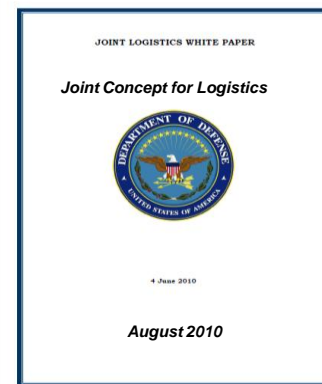 JOINT LOGISTICS WHITE PAPER
Joint Concept for Logistics
DEPARTMENT OF DEFENSE
UNITED STATES OF AMERICA
4 June 2010
August 2010